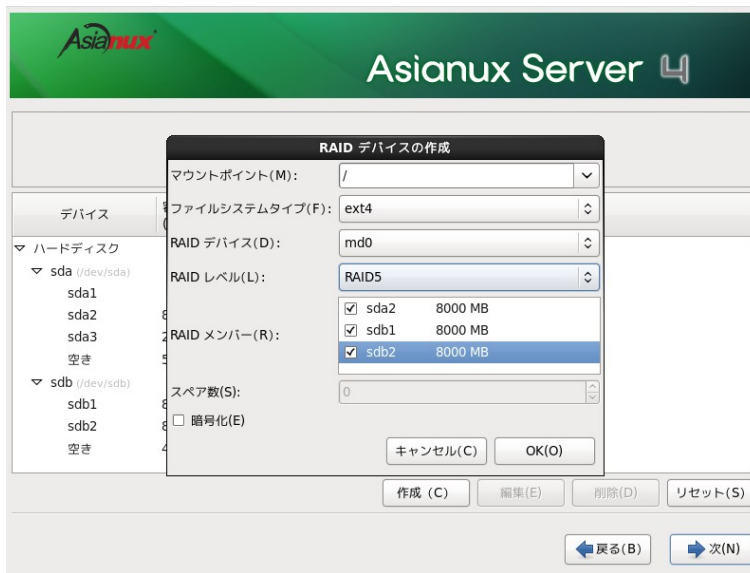 Asianux
Asianux Server 4
RAID デバイスの作成
マウントポイント(M): /
ファイルシステムタイプ(F): ext4
RAID デバイス(D): md0
RAID レベル(L): RAID5
RAID メンバー(R):
sda2 8000 MB
sdb1 8000 MB
sdb2 8000 MB
スペア数(S): 0
暗号化(E)
キャンセル(C) OK(O)
デバイス
ハードディスク
sda (/dev/sda)
sda1
sda2
sda3
空き
sdb (/dev/sdb)
sdb1
sdb2
空き
作成 (C) 編集(E) 削除(D) リセット(S)
戻る(B) 次(N)